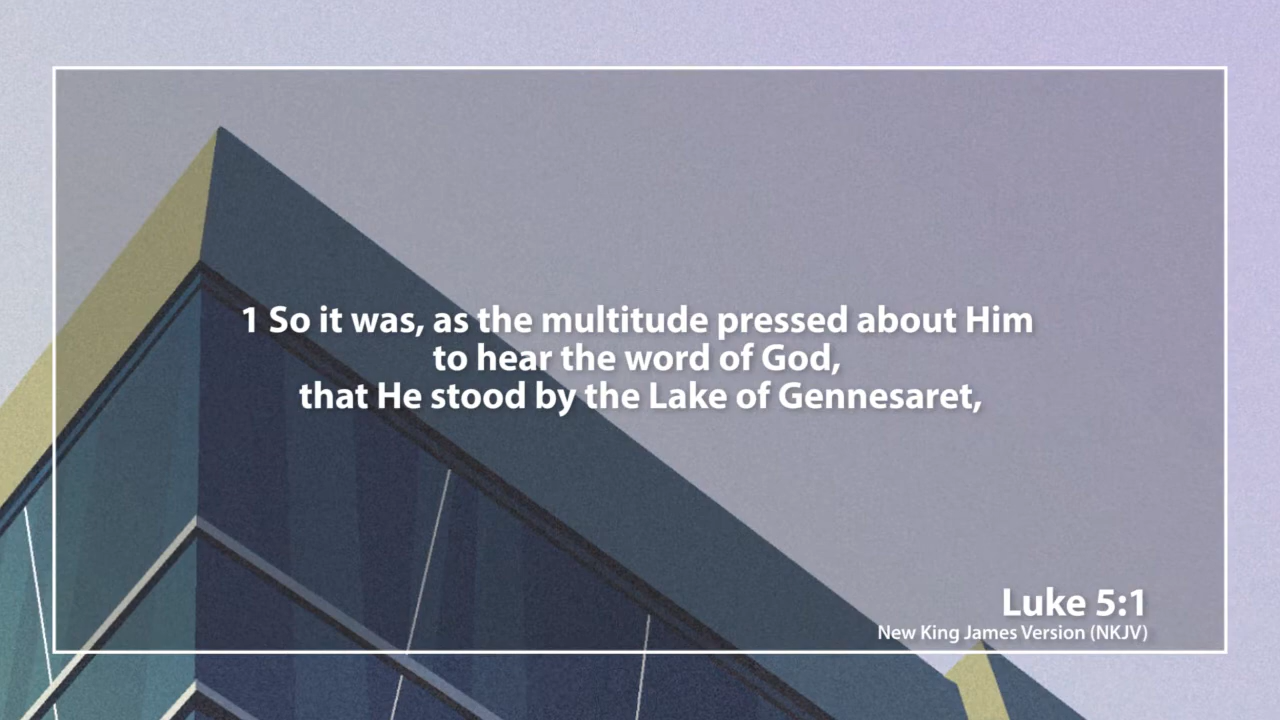 1 So it was, as the multitude pressed about Him
to hear the word of God,
that He stood by the Lake of Gennesaret,
Luke 5:1
New King James Version (NKJV)